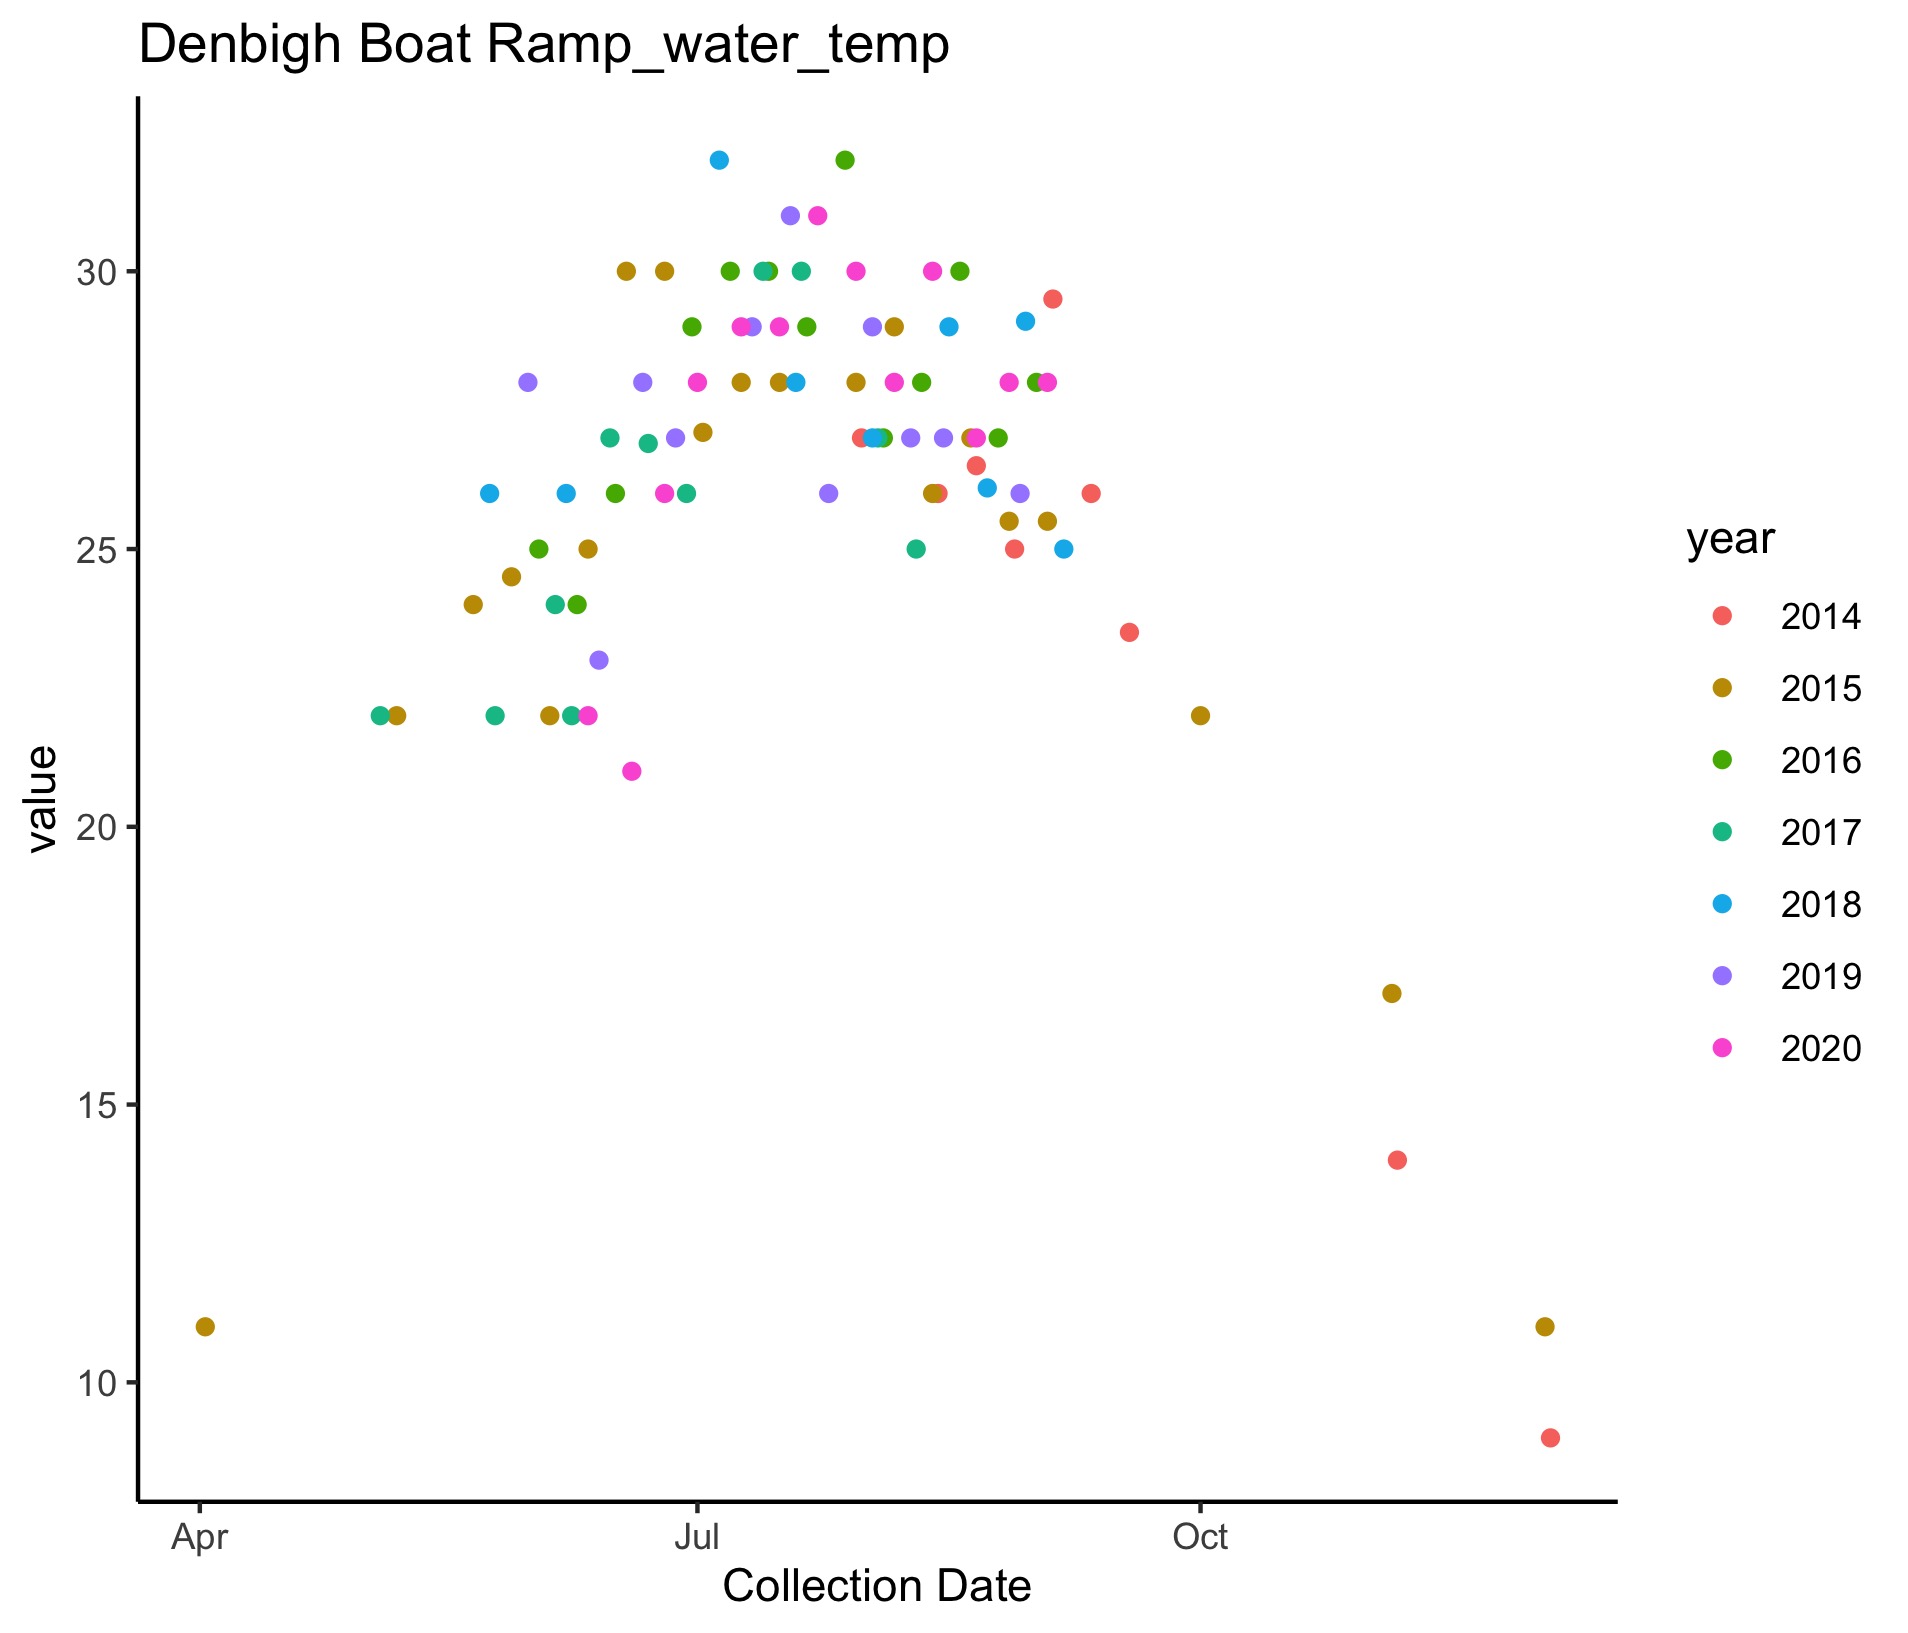 Denbigh Boat Ramp_water_temp
30
25
20
15
10
value
Apr
Jul
Oct
Collection Date
year
2014
2015
2016
2017
2018
2019
2020